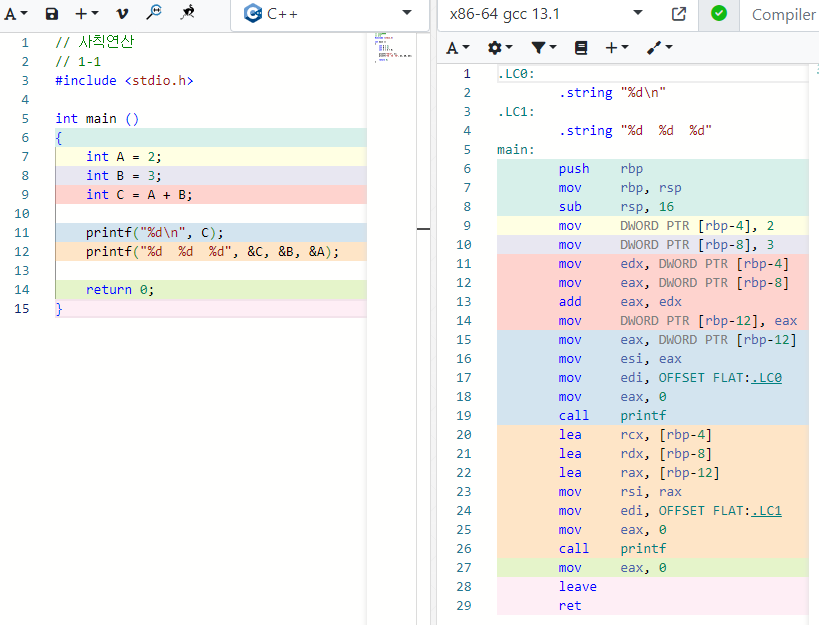 A C++ x86-64 gcc 13.1 Compiler
A
1 // 사칙연산
2 // 1-1
3 #include <stdio.h>
4
5 int main ()
6 {
7 int A = 2;
8 int B = 3;
9 int C = A + B;
10
11 printf("%d\n", C);
12 printf("%d  %d  %d", &C, &B, &A);
13
14 return 0;
15 }
1 .LC0:
2 .string "%d\n"
3 .LC1:
4 .string "%d  %d  %d"
5 main:
6 push rbp
7 mov rbp, rsp
8 sub rsp, 16
9 mov DWORD PTR [rbp-4], 2
10 mov DWORD PTR [rbp-8], 3
11 mov edx, DWORD PTR [rbp-4]
12 mov eax, DWORD PTR [rbp-8]
13 add eax, edx
14 mov DWORD PTR [rbp-12], eax
15 mov eax, DWORD PTR [rbp-12]
16 mov esi, eax
17 mov edi, OFFSET FLAT:.LC0
18 mov eax, 0
19 call printf
20 lea rcx, [rbp-4]
21 lea rdx, [rbp-8]
22 lea rax, [rbp-12]
23 mov rsi, rax
24 mov edi, OFFSET FLAT:.LC1
25 mov eax, 0
26 call printf
27 mov eax, 0
28 leave
29 ret